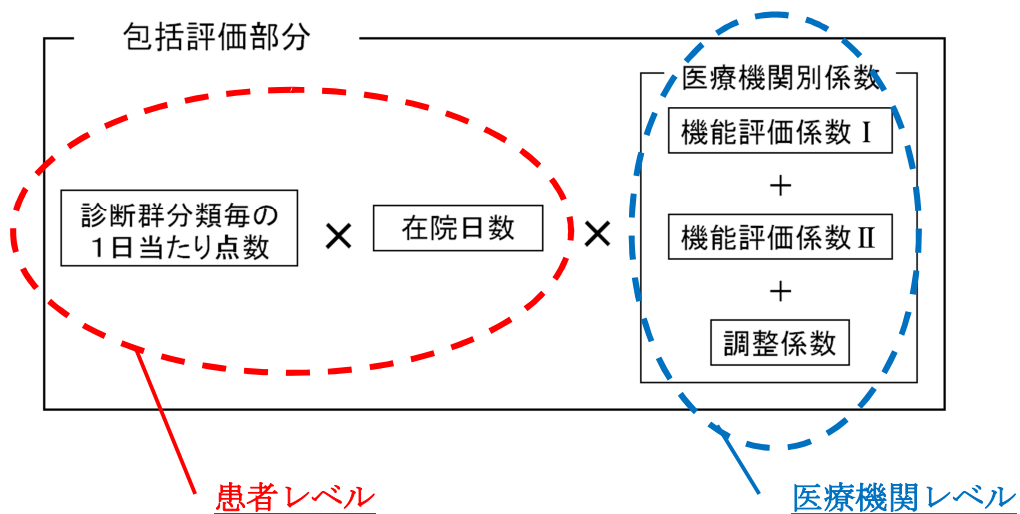 包括評価部分
医療機関別係数
機能評価係数Ⅰ
+
機能評価係数Ⅱ
+
調整係数
診断群分類毎の
1日当たり点数
×
在院日数
×
患者レベル
医療機関レベル